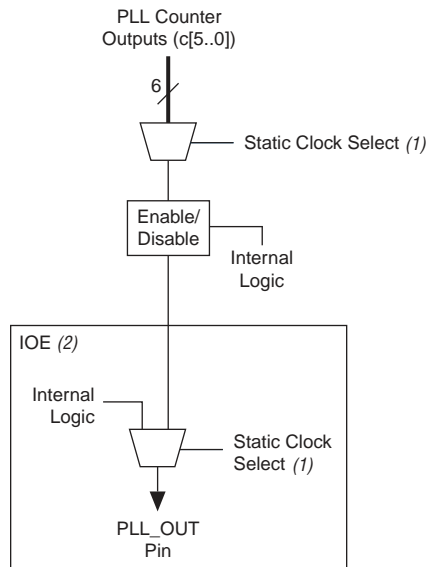 PLL Counter
Outputs (c[5..0])
6
Static Clock Select (1)
Enable/
Disable
Internal
Logic
IOE (2)
Internal
Logic
Static Clock
Select (1)
PLL_OUT
Pin